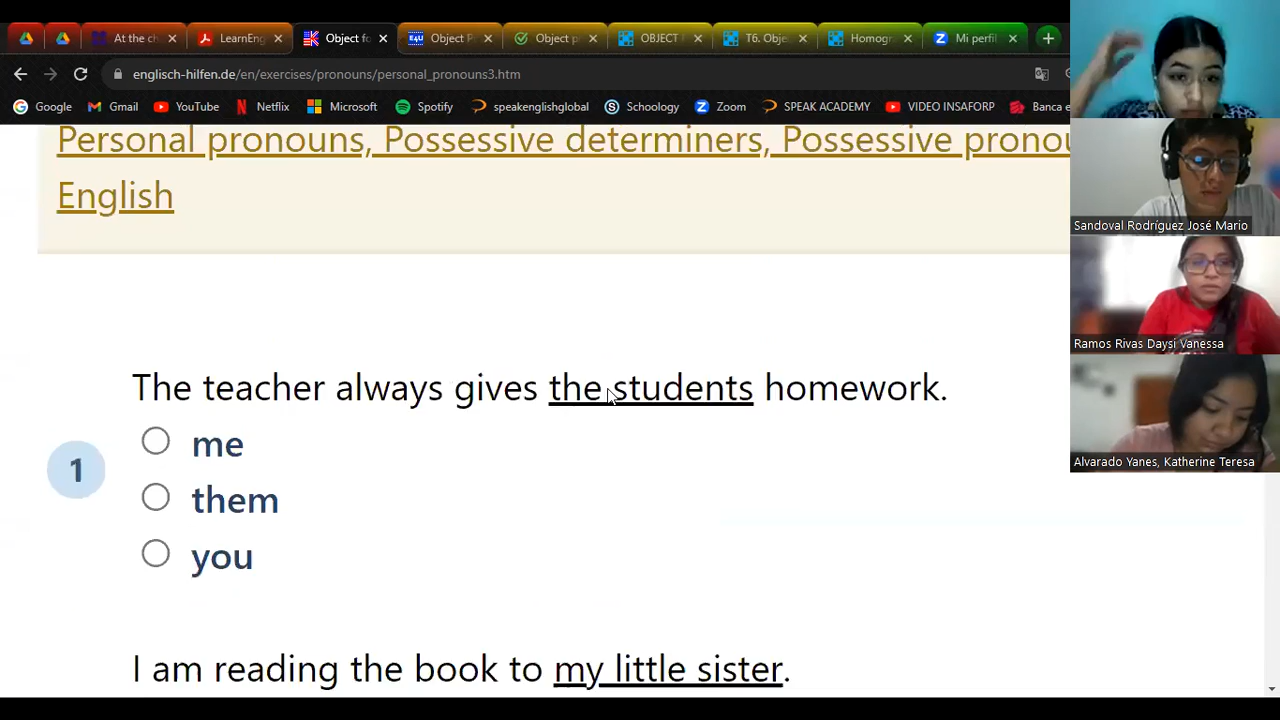 At the ch
LearnEng
Object fo
Object P
Object p
OBJECT
T6. Obje
Homogr
Mi perfil
englisch-hilfen.de/en/exercises/pronouns/personal_pronouns3.htm
Google Gmail YouTube Netflix Microsoft Spotify speakenglishglobal Schoology Zoom SPEAK ACADEMY VIDEO INSAFORP Banca e
Personal pronouns, Possessive determiners, Possessive pronou
English
Sandoval Rodríguez José Mario
Ramos Rivas Daysi Vanessa
Alvarado Yanes, Katherine Teresa
The teacher always gives the students homework.
1
me
them
you
I am reading the book to my little sister.